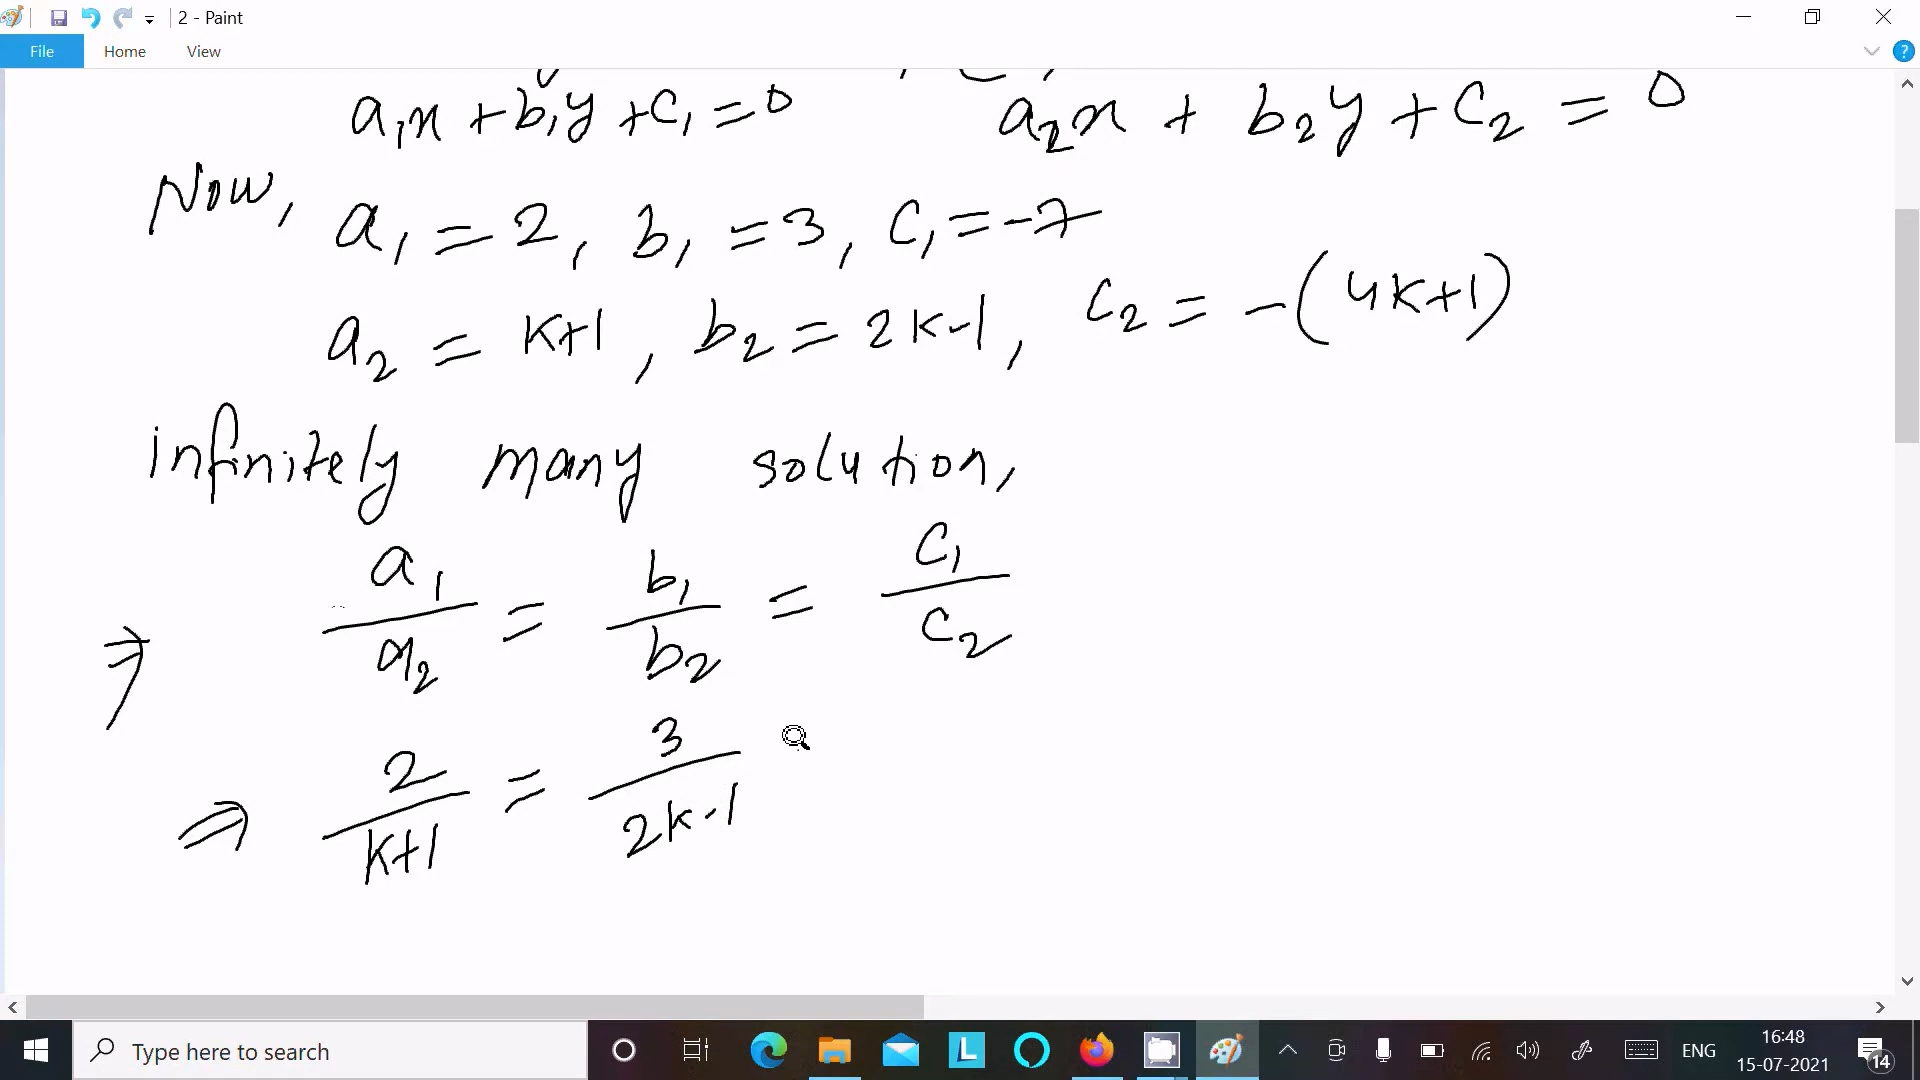 2 - Paint
File Home View
a₁x + b₁y + c₁ = 0 a₂x + b₂y + c₂ = 0
Now, a₁ = 2, b₁ = 3, c₁ = -7
a₂ = k+1, b₂ = 2k-1, c₂ = -(4k+1)
infinitely many solution,
⇒ a₁/a₂ = b₁/b₂ = c₁/c₂
⇒ 2/k+1 = 3/2k-1
Type here to search
L
ENG
16:48
15-07-2021
14